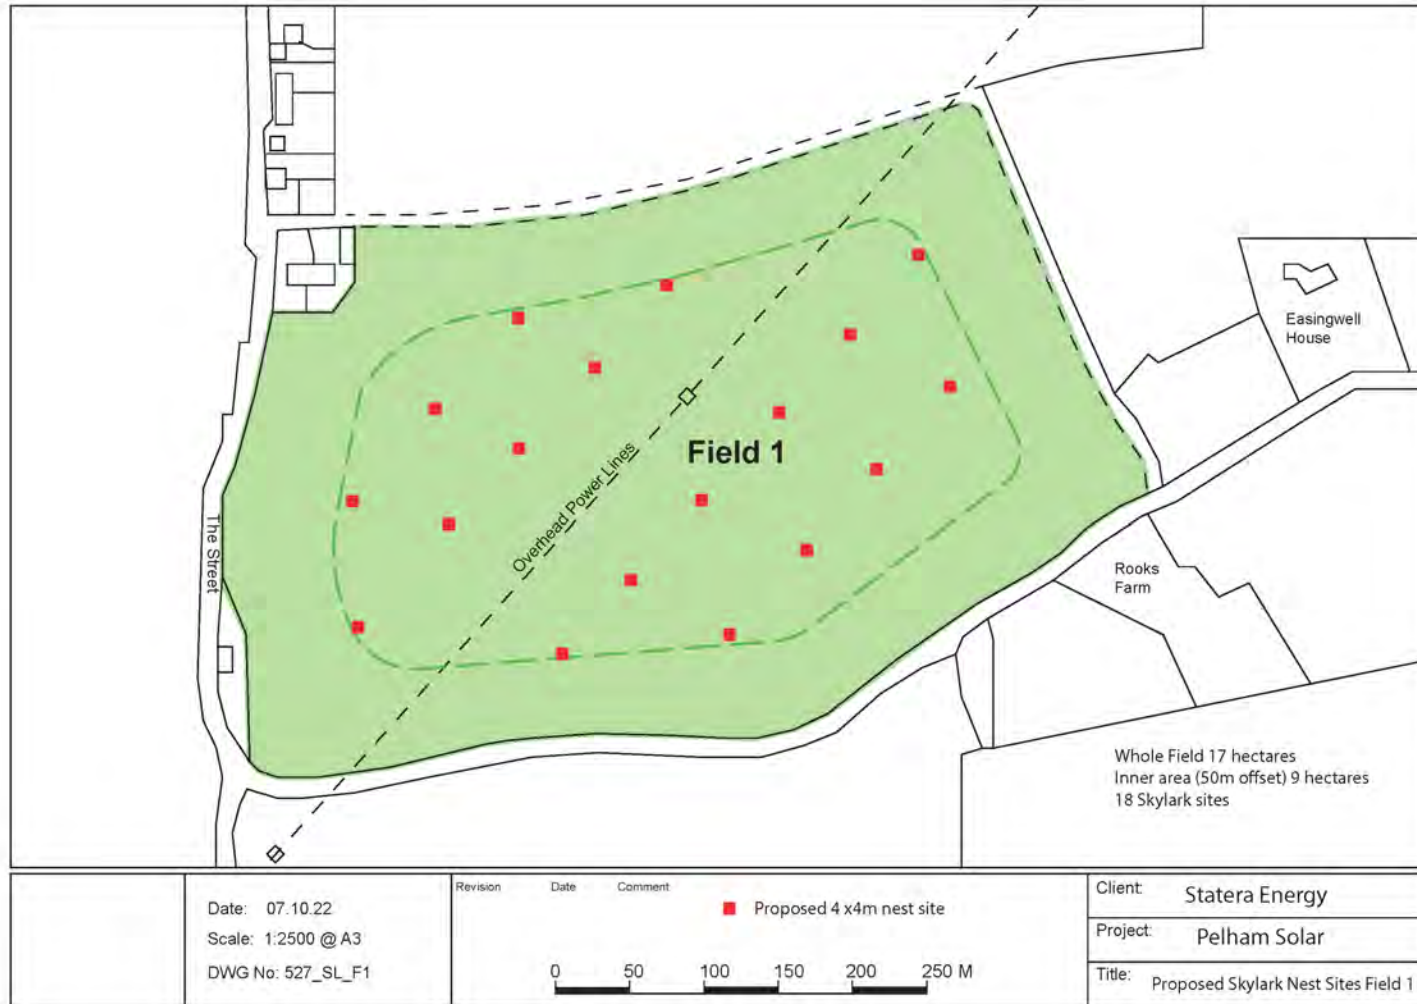 Easingwell
House
Field 1
Overhead Power Lines
The Street
Rooks
Farm
Whole Field 17 hectares
Inner area (50m offset) 9 hectares
18 Skylark sites
Date: 07.10.22
Scale: 1:2500 @ A3
DWG No: 527_SL_F1
Revision Date Comment
Proposed 4 x4m nest site
0 50 100 150 200 250 M
Client: Statera Energy
Project: Pelham Solar
Title: Proposed Skylark Nest Sites Field 1